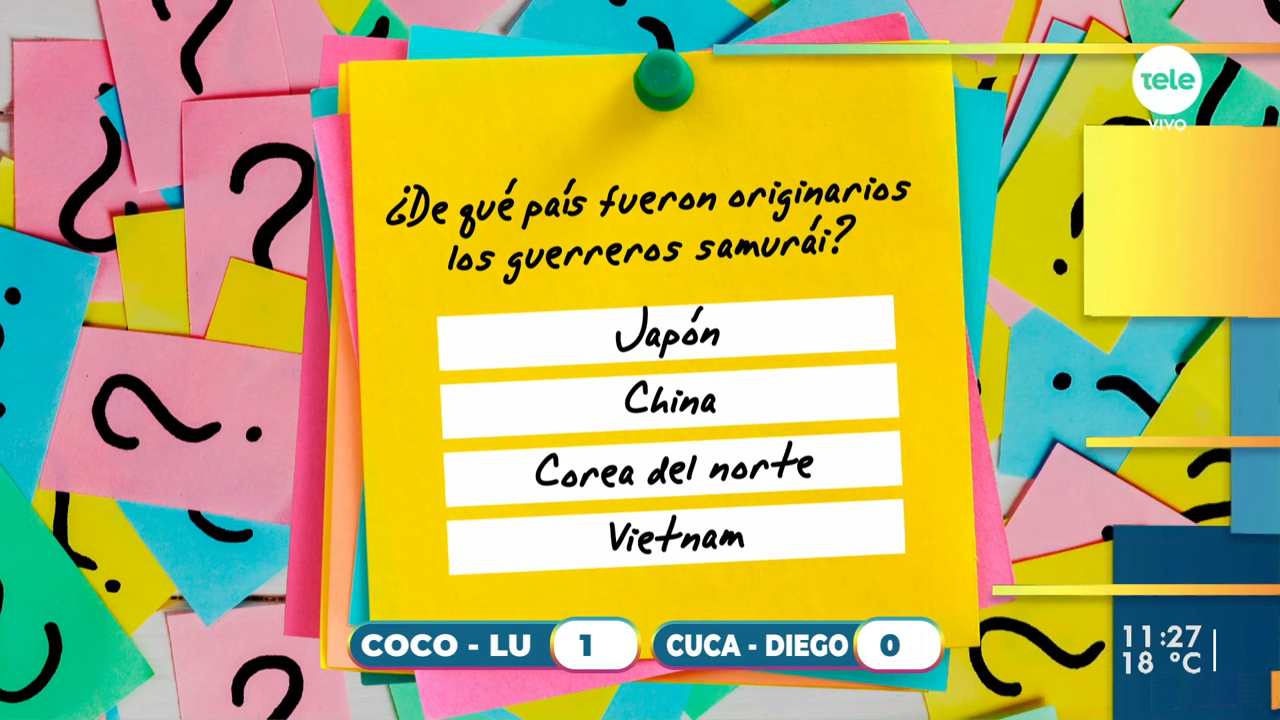 tele
VIVO
¿De qué país fueron originarios
los guerreros samurái?
Japón
China
Corea del norte
Vietnam
COCO - LU 1
CUCA - DIEGO 0
11:27
18 °C